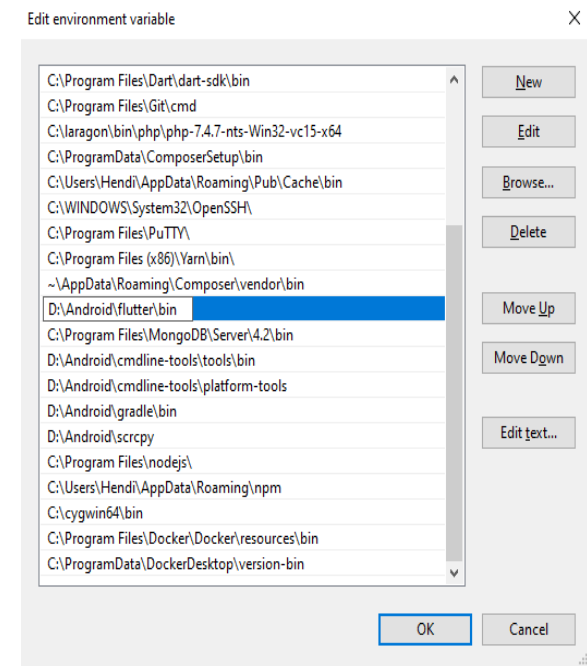 Edit environment variable
C:\Program Files\Dart\dart-sdk\bin
C:\Program Files\Git\cmd
C:\laragon\bin\php\php-7.4.7-nts-Win32-vc15-x64
C:\ProgramData\ComposerSetup\bin
C:\Users\Hendi\AppData\Roaming\Pub\Cache\bin
C:\WINDOWS\System32\OpenSSH\
C:\Program Files\PuTTY\
C:\Program Files (x86)\Yarn\bin\
~\AppData\Roaming\Composer\vendor\bin
D:\Android\flutter\bin
C:\Program Files\MongoDB\Server\4.2\bin
D:\Android\cmdline-tools\tools\bin
D:\Android\cmdline-tools\platform-tools
D:\Android\gradle\bin
D:\Android\scrcpy
C:\Program Files\nodejs\
C:\Users\Hendi\AppData\Roaming\npm
C:\cygwin64\bin
C:\Program Files\Docker\Docker\resources\bin
C:\ProgramData\DockerDesktop\version-bin
New
Edit
Browse...
Delete
Move Up
Move Down
Edit text...
OK
Cancel